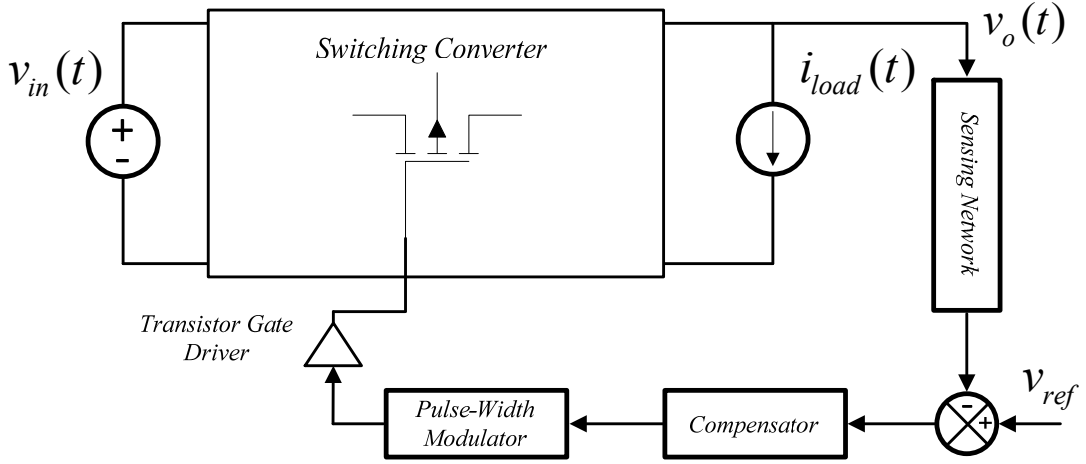 Switching Converter
v_in(t)
+
-
i_load(t)
v_o(t)
Sensing Network
Transistor Gate
Driver
Pulse-Width
Modulator
Compensator
-
+
v_ref